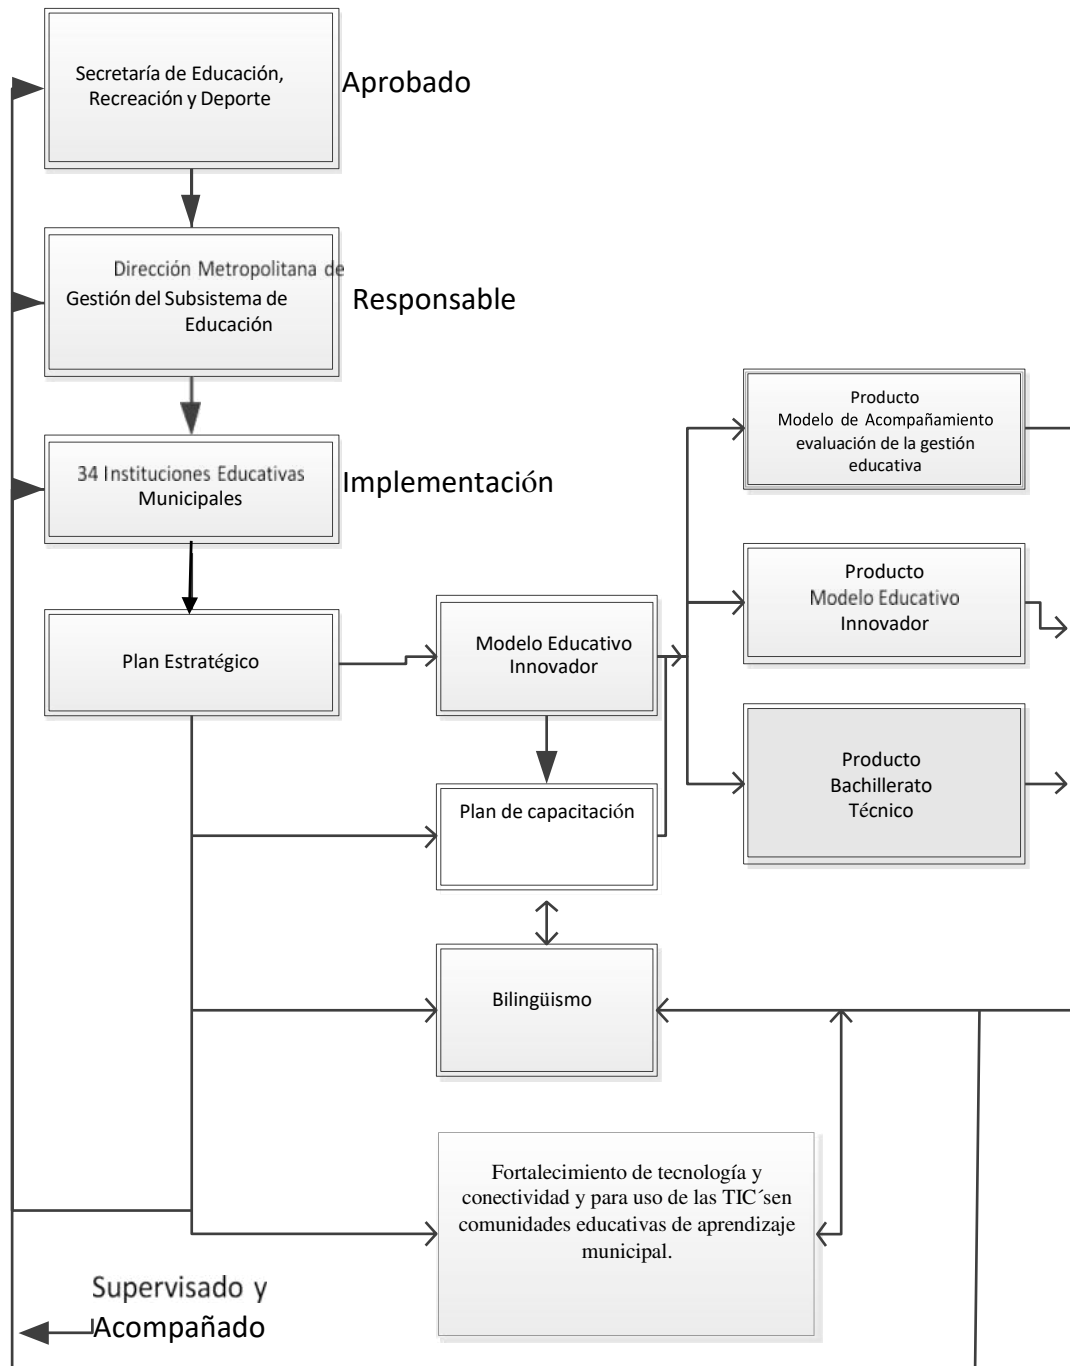 Secretaría de Educación,
Recreación y Deporte
Aprobado
Dirección Metropolitana de
Gestión del Subsistema de
Educación
Responsable
34 Instituciones Educativas
Municipales
Implementación
Producto
Modelo de Acompañamiento
evaluación de la gestión
educativa
Producto
Modelo Educativo
Innovador
Plan Estratégico
Modelo Educativo
Innovador
Producto
Bachillerato
Técnico
Plan de capacitación
Bilingüismo
Fortalecimiento de tecnología y
conectividad y para uso de las TIC´sen
comunidades educativas de aprendizaje
municipal.
Supervisado y
Acompañado